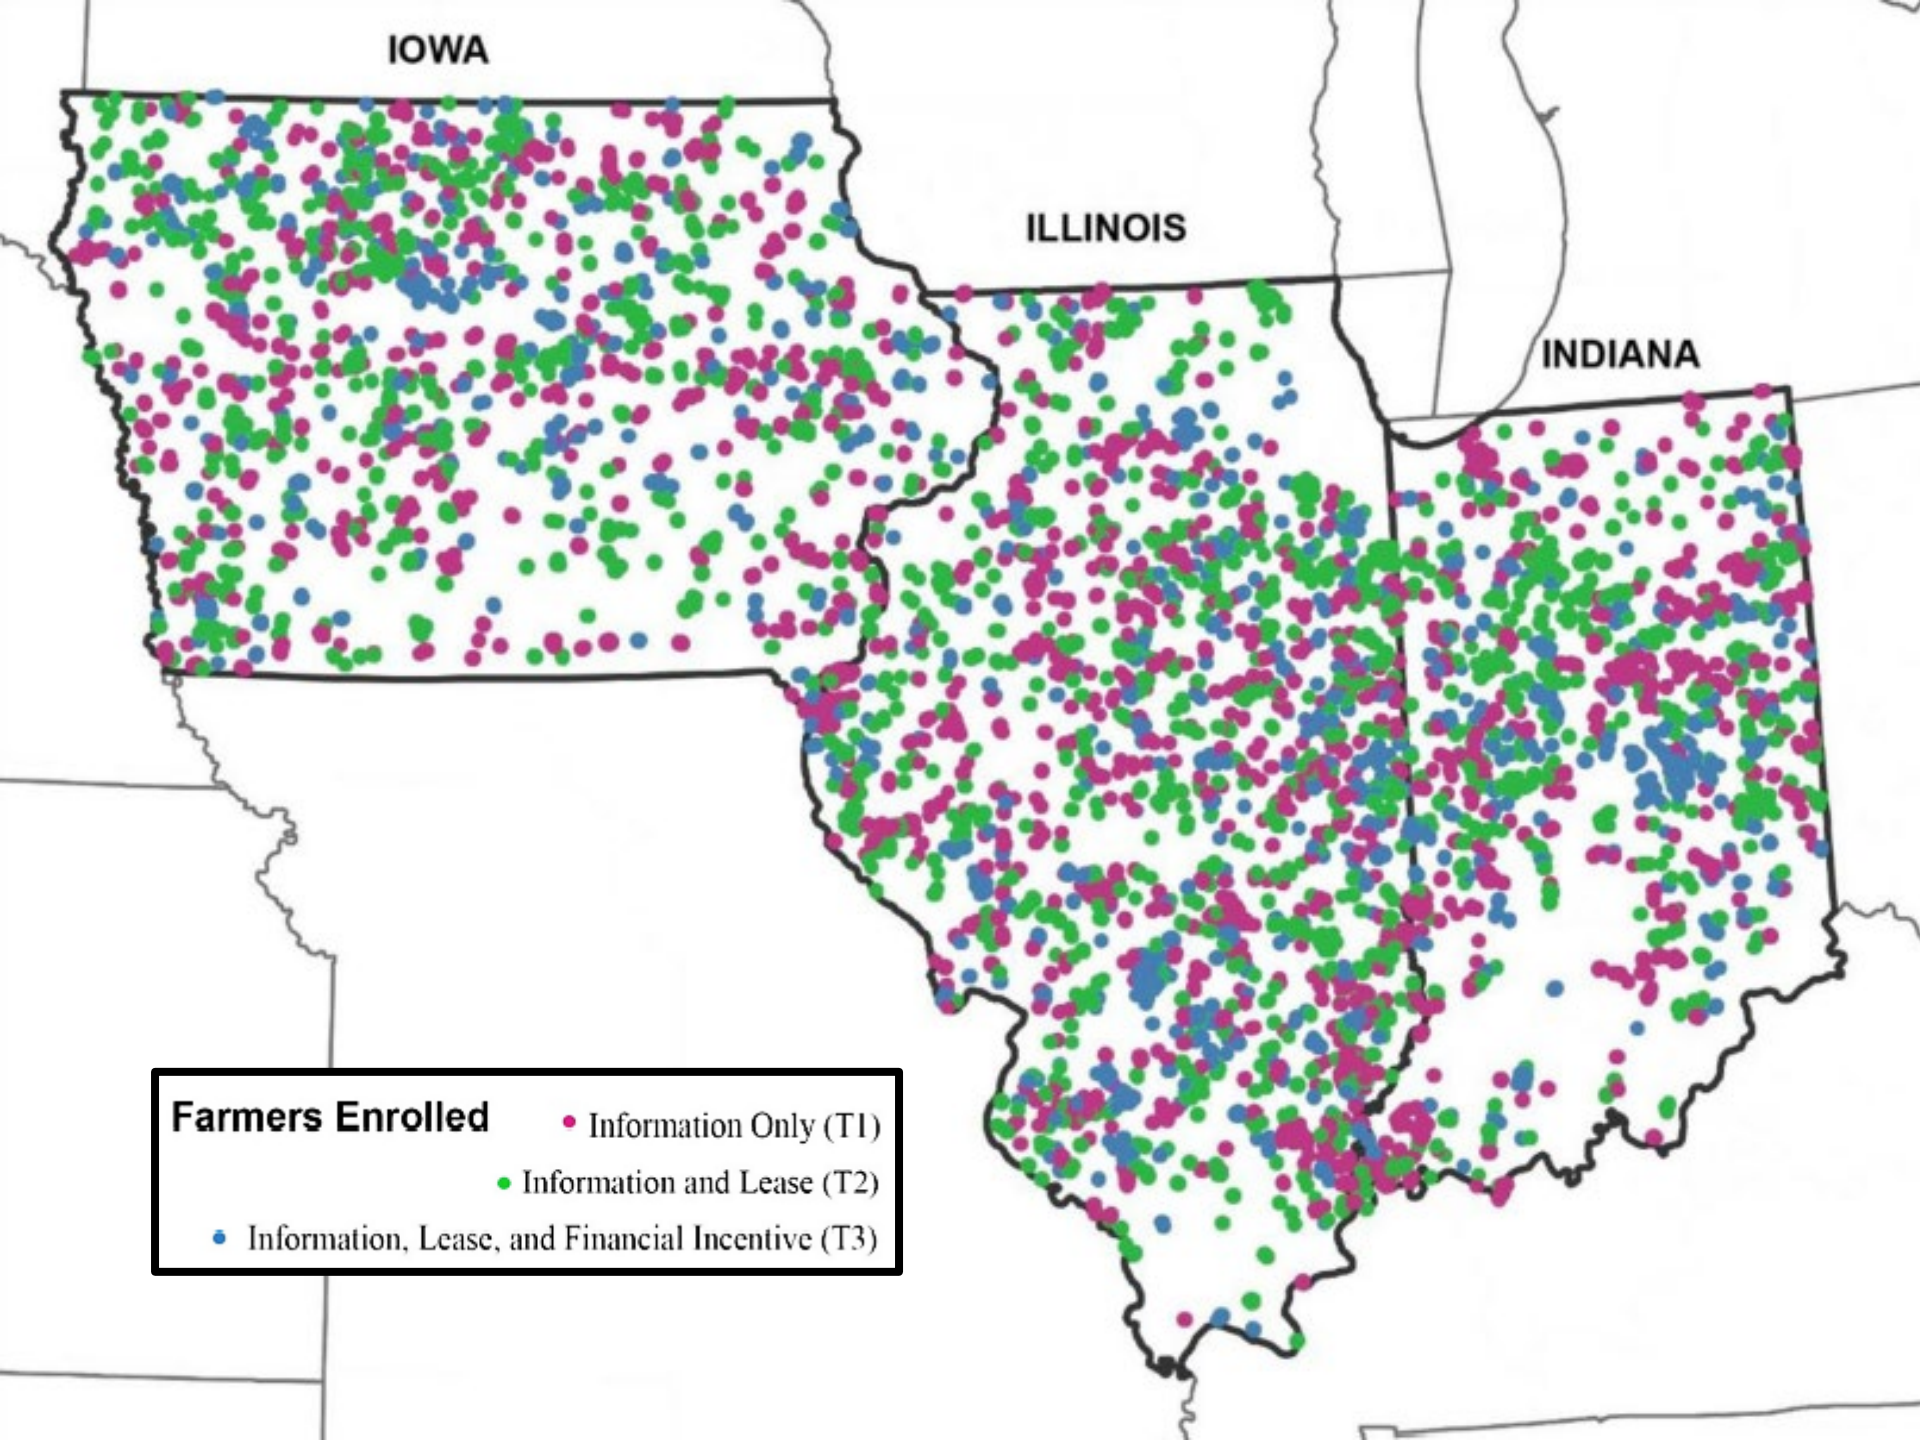 IOWA
ILLINOIS
INDIANA
Farmers Enrolled
Information Only (T1)
Information and Lease (T2)
Information, Lease, and Financial Incentive (T3)